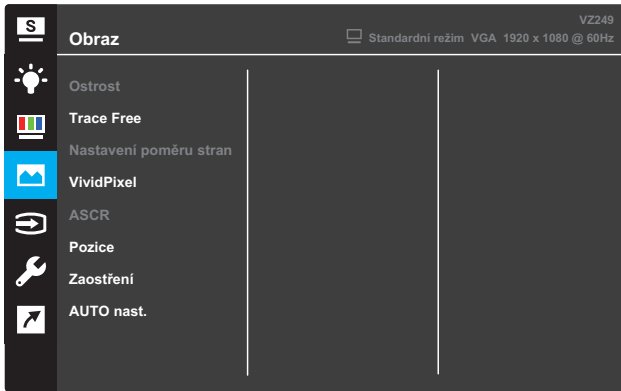 S
VZ249
Obraz
Standardní režim VGA 1920 x 1080 @ 60Hz
Ostrost
Trace Free
Nastavení poměru stran
VividPixel
ASCR
Pozice
Zaostření
AUTO nast.